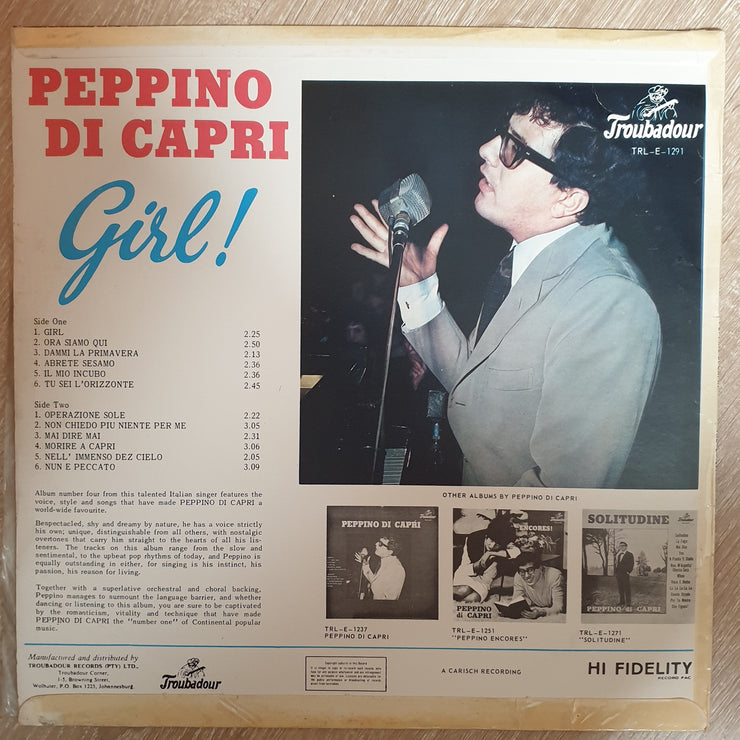 PEPPINO
DI CAPRI
Girl!
Troubadour
TRL-E-1291
Side One
1. GIRL 2.25
2. ORA SIAMO QUI 2.50
3. DAMMI LA PRIMAVERA 2.13
4. ABRETE SESAMO 2.36
5. IL MIO INCUBO 2.36
6. TU SEI L'ORIZZONTE 2.45
Side Two
1. OPERAZIONE SOLE 2.22
2. NON CHIEDO PIU NIENTE PER ME 3.05
3. MAI DIRE MAI 2.31
4. MORIRE A CAPRI 3.06
5. NELL' IMMENSO DEZ CIELO 2.05
6. NUN E PECCATO 3.09
Album number four from this talented Italian singer features the
voice, style and songs that have made PEPPINO DI CAPRI a
world-wide favourite.
Bespectacled, shy and dreamy by nature, he has a voice strictly
his own; unique, distinguishable from all others, with nostalgic
overtones that carry him straight to the hearts of all his lis-
teners. The tracks on this album range from the slow and
sentimental, to the upbeat pop rhythms of today, and Peppino is
equally outstanding in either, for singing is his instinct, his
passion, his reason for living.
Together with a superlative orchestral and choral backing,
Peppino manages to surmount the language barrier, and whether
dancing or listening to this album, you are sure to be captivated
by the romanticism, vitality and technique that have made
PEPPINO DI CAPRI the "number one" of Continental popular
music.
OTHER ALBUMS BY PEPPINO DI CAPRI
PEPPINO DI CAPRI
TRL-E-1237
PEPPINO DI CAPRI
ENCORES!
PEPPINO
di CAPRI
TRL-E-1251
"PEPPINO ENCORES"
SOLITUDINE
PEPPINO di CAPRI
TRL-E-1271
"SOLITUDINE"
Manufactured and distributed by
TROUBADOUR RECORDS (PTY) LTD.,
Troubadour Corner,
1-5, Browning Street,
Wolhuter, P.O. Box 1225, Johannesburg.
Troubadour
A CARISCH RECORDING
HI FIDELITY
RECORD PAC